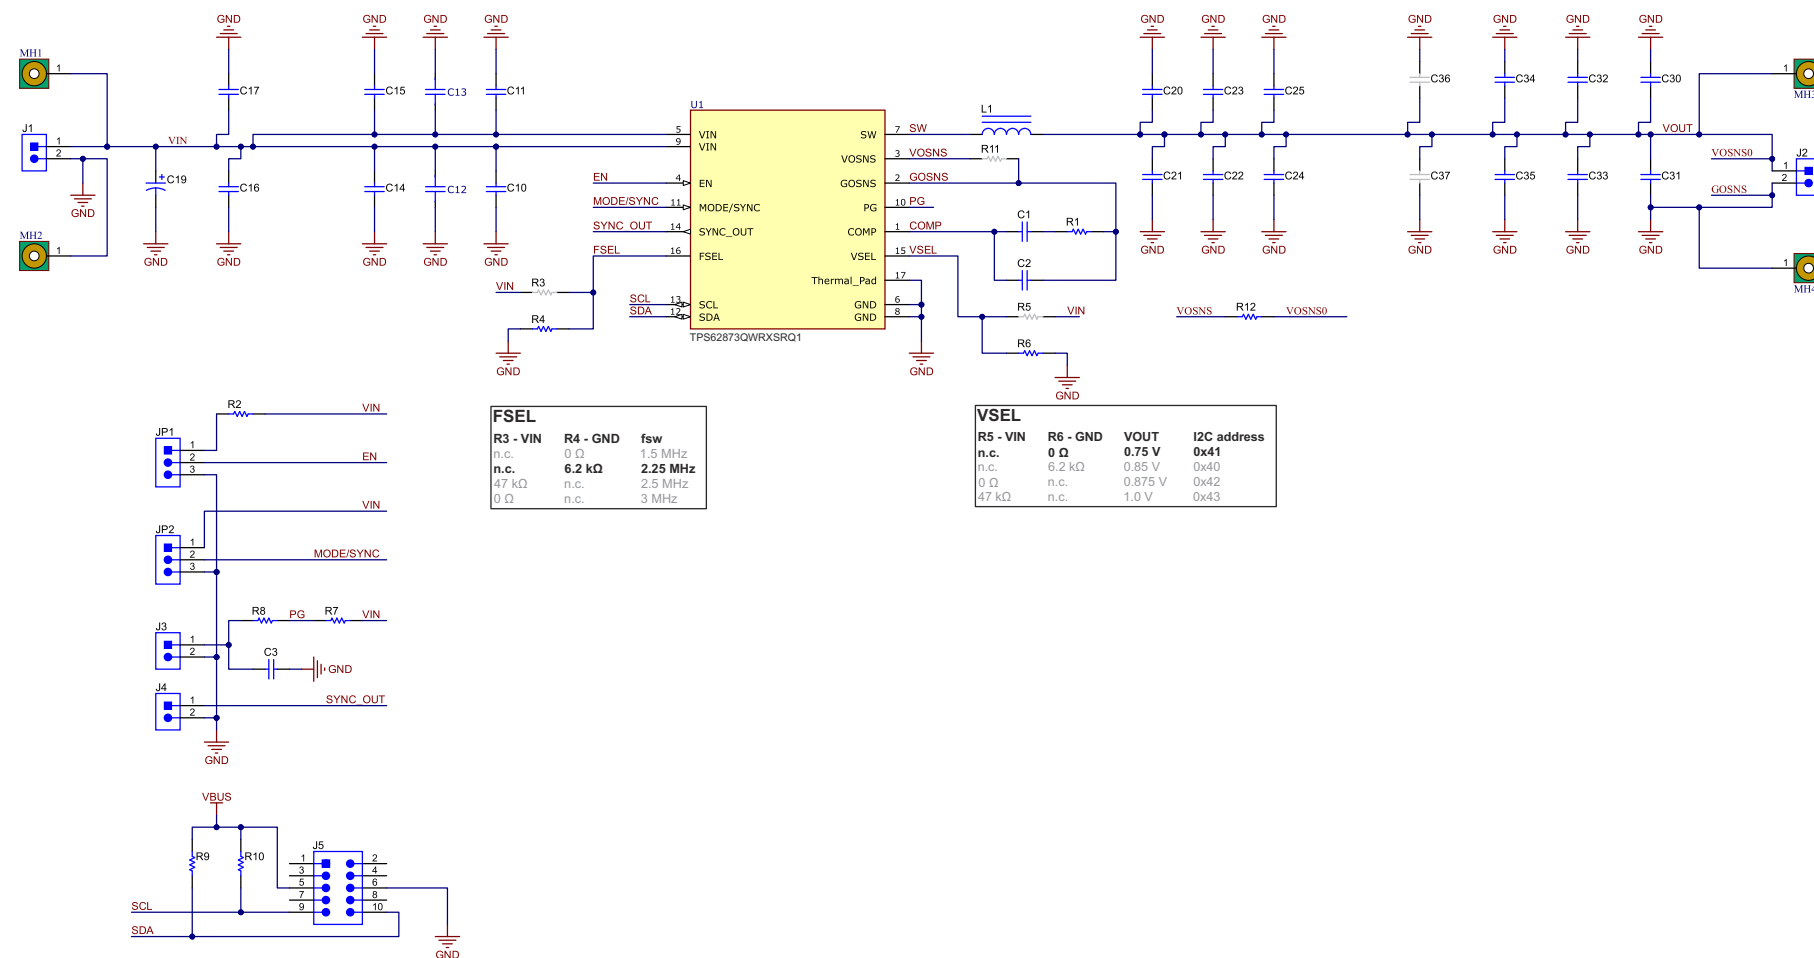 GND GND GND GND GND GND GND GND GND GND GND
MH1
1
C17 C15 C13 C11 C20 C23 C25 C36 C34 C32 C30
1
MH3
J1
1
2
VIN
GND
C19
+
C16 C14 C12 C10
MH2
1
GND GND GND GND GND
U1
5 VIN
9 VIN
EN 4 EN
MODE/SYNC 11 MODE/SYNC
SYNC_OUT 14 SYNC_OUT
FSEL 16 FSEL
SCL 13 SCL
SDA 12 SDA
SW 7 SW
VOSNS 3 VOSNS
GOSNS 2 GOSNS
PG 10 PG
COMP 1 COMP
VSEL 15 VSEL
Thermal_Pad 17
GND 6
GND 8
TPS62873QWRXSRQ1
VIN R3
R4
GND
GND
L1
R11
C1 R1
C2
R5 VIN
R6
GND
C21 C22 C24 C37 C35 C33 C31
GND GND GND GND GND GND GND
VOUT
VOSNS0
GOSNS
J2
1
2
1
MH4
VOSNS R12 VOSNS0
FSEL
R3 - VIN R4 - GND fsw
n.c. 0 Ω 1.5 MHz
n.c. 6.2 kΩ 2.25 MHz
47 kΩ n.c. 2.5 MHz
0 Ω n.c. 3 MHz
VSEL
R5 - VIN R6 - GND VOUT I2C address
n.c. 0 Ω 0.75 V 0x41
n.c. 6.2 kΩ 0.85 V 0x40
0 Ω n.c. 0.875 V 0x42
47 kΩ n.c. 1.0 V 0x43
R2 VIN
JP1
1
2 EN
3
VIN
JP2
1
2 MODE/SYNC
3
R8 PG R7 VIN
J3
1
2
C3 GND
J4
1 SYNC_OUT
2
GND
VBUS
R9 R10
J5
1 2
3 4
5 6
7 8
9 10
SCL
SDA
GND